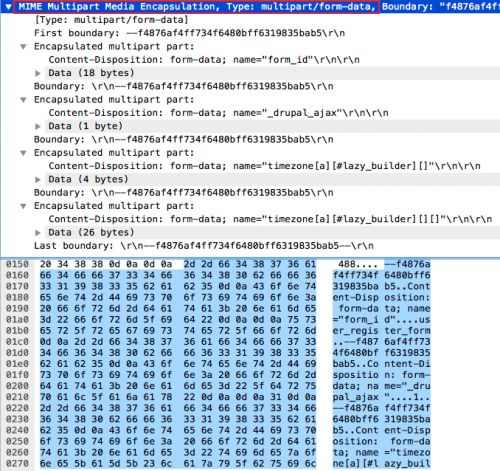 MIME Multipart Media Encapsulation, Type: multipart/form-data, Boundary: "f4876af4ff
[Type: multipart/form-data]
First boundary: --f4876af4ff734f6480bff6319835bab5\r\n
Encapsulated multipart part:
Content-Disposition: form-data; name="form_id"\r\n\r\n
Data (18 bytes)
Boundary: \r\n--f4876af4ff734f6480bff6319835bab5\r\n
Encapsulated multipart part:
Content-Disposition: form-data; name="_drupal_ajax"\r\n\r\n
Data (1 byte)
Boundary: \r\n--f4876af4ff734f6480bff6319835bab5\r\n
Encapsulated multipart part:
Content-Disposition: form-data; name="timezone[a][#lazy_builder][]"\r\n\r\n
Data (4 bytes)
Boundary: \r\n--f4876af4ff734f6480bff6319835bab5\r\n
Encapsulated multipart part:
Content-Disposition: form-data; name="timezone[a][#lazy_builder][][]"\r\n\r\n
Data (26 bytes)
Last boundary: \r\n--f4876af4ff734f6480bff6319835bab5--\r\n
0150 20 34 38 38 0d 0a 0d 0a 2d 2d 66 34 38 37 36 61 488.... --f4876a
0160 66 34 66 66 37 33 34 66 36 34 38 30 62 66 66 36 f4ff734f 6480bff6
0170 33 31 39 38 33 35 62 61 62 35 0d 0a 43 6f 6e 74 319835ba b5..Cont
0180 65 6e 74 2d 44 69 73 70 6f 73 69 74 69 6f 6e 3a ent-Disp osition:
0190 20 66 6f 72 6d 2d 64 61 74 61 3b 20 6e 61 6d 65 form-da ta; name
01a0 3d 22 66 6f 72 6d 5f 69 64 22 0d 0a 0d 0a 75 73 ="form_i d"....us
01b0 65 72 5f 72 65 67 69 73 74 65 72 5f 66 6f 72 6d er_regis ter_form
01c0 0d 0a 2d 2d 66 34 38 37 36 61 66 34 66 66 37 33 ..--f487 6af4ff73
01d0 34 66 36 34 38 30 62 66 66 36 33 31 39 38 33 35 4f6480bf f6319835
01e0 62 61 62 35 0d 0a 43 6f 6e 74 65 6e 74 2d 44 69 bab5..Co ntent-Di
01f0 73 70 6f 73 69 74 69 6f 6e 3a 20 66 6f 72 6d 2d spositio n: form-
0200 64 61 74 61 3b 20 6e 61 6d 65 3d 22 5f 64 72 75 data; na me="_dru
0210 70 61 6c 5f 61 6a 61 78 22 0d 0a 0d 0a 31 0d 0a pal_ajax "....1..
0220 2d 2d 66 34 38 37 36 61 66 34 66 66 37 33 34 66 --f4876a f4ff734f
0230 36 34 38 30 62 66 66 36 33 31 39 38 33 35 62 61 6480bff6 319835ba
0240 62 35 0d 0a 43 6f 6e 74 65 6e 74 2d 44 69 73 70 b5..Cont ent-Disp
0250 6f 73 69 74 69 6f 6e 3a 20 66 6f 72 6d 2d 64 61 osition: form-da
0260 74 61 3b 20 6e 61 6d 65 3d 22 74 69 6d 65 7a 6f ta; name ="timezo
0270 6e 65 5b 61 5d 5b 23 6c 61 7a 79 5f 62 75 69 6c ne[a][#l azy_buil